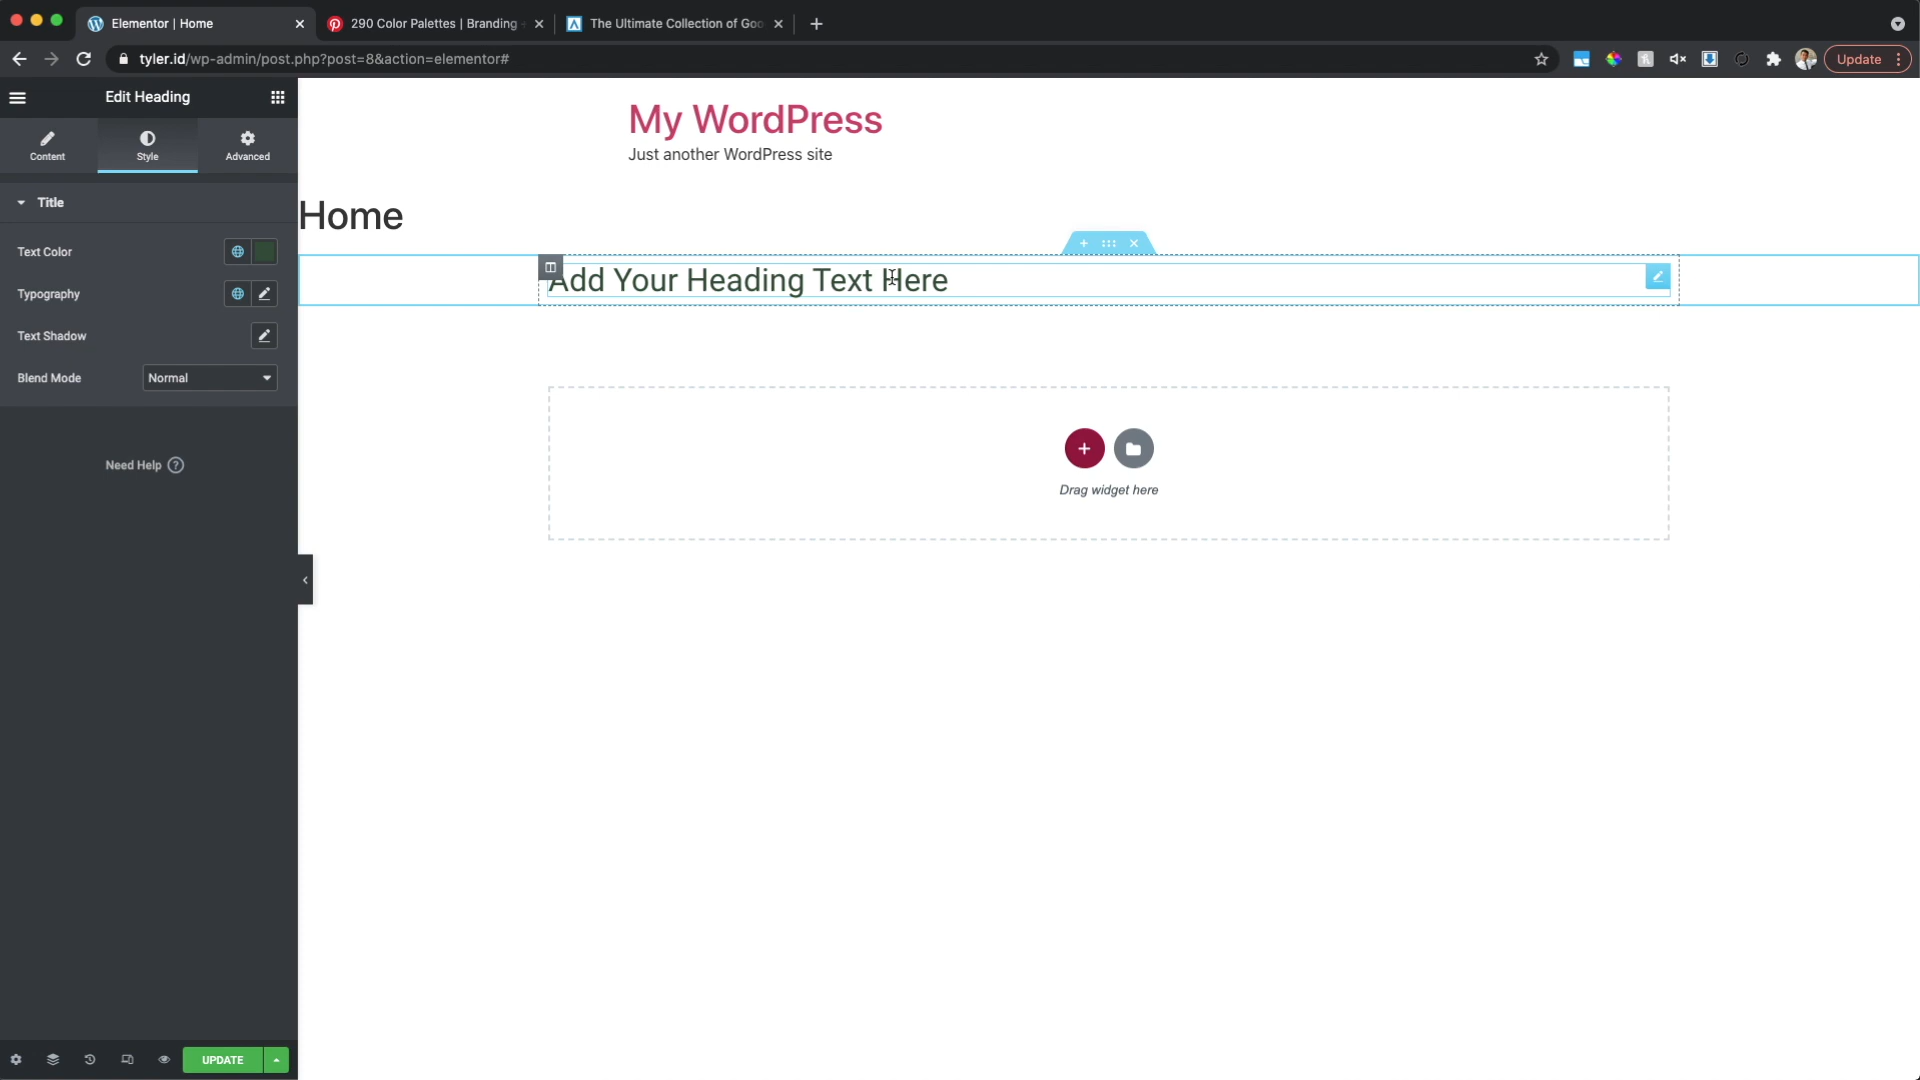 Elementor | Home
290 Color Palettes | Branding
The Ultimate Collection of Goo
tyler.id/wp-admin/post.php?post=8&action=elementor#
Update
Edit Heading
Content
Style
Advanced
Title
Text Color
Typography
Text Shadow
Blend Mode
Normal
Need Help
UPDATE
My WordPress
Just another WordPress site
Home
Add Your Heading Text Here
Drag widget here